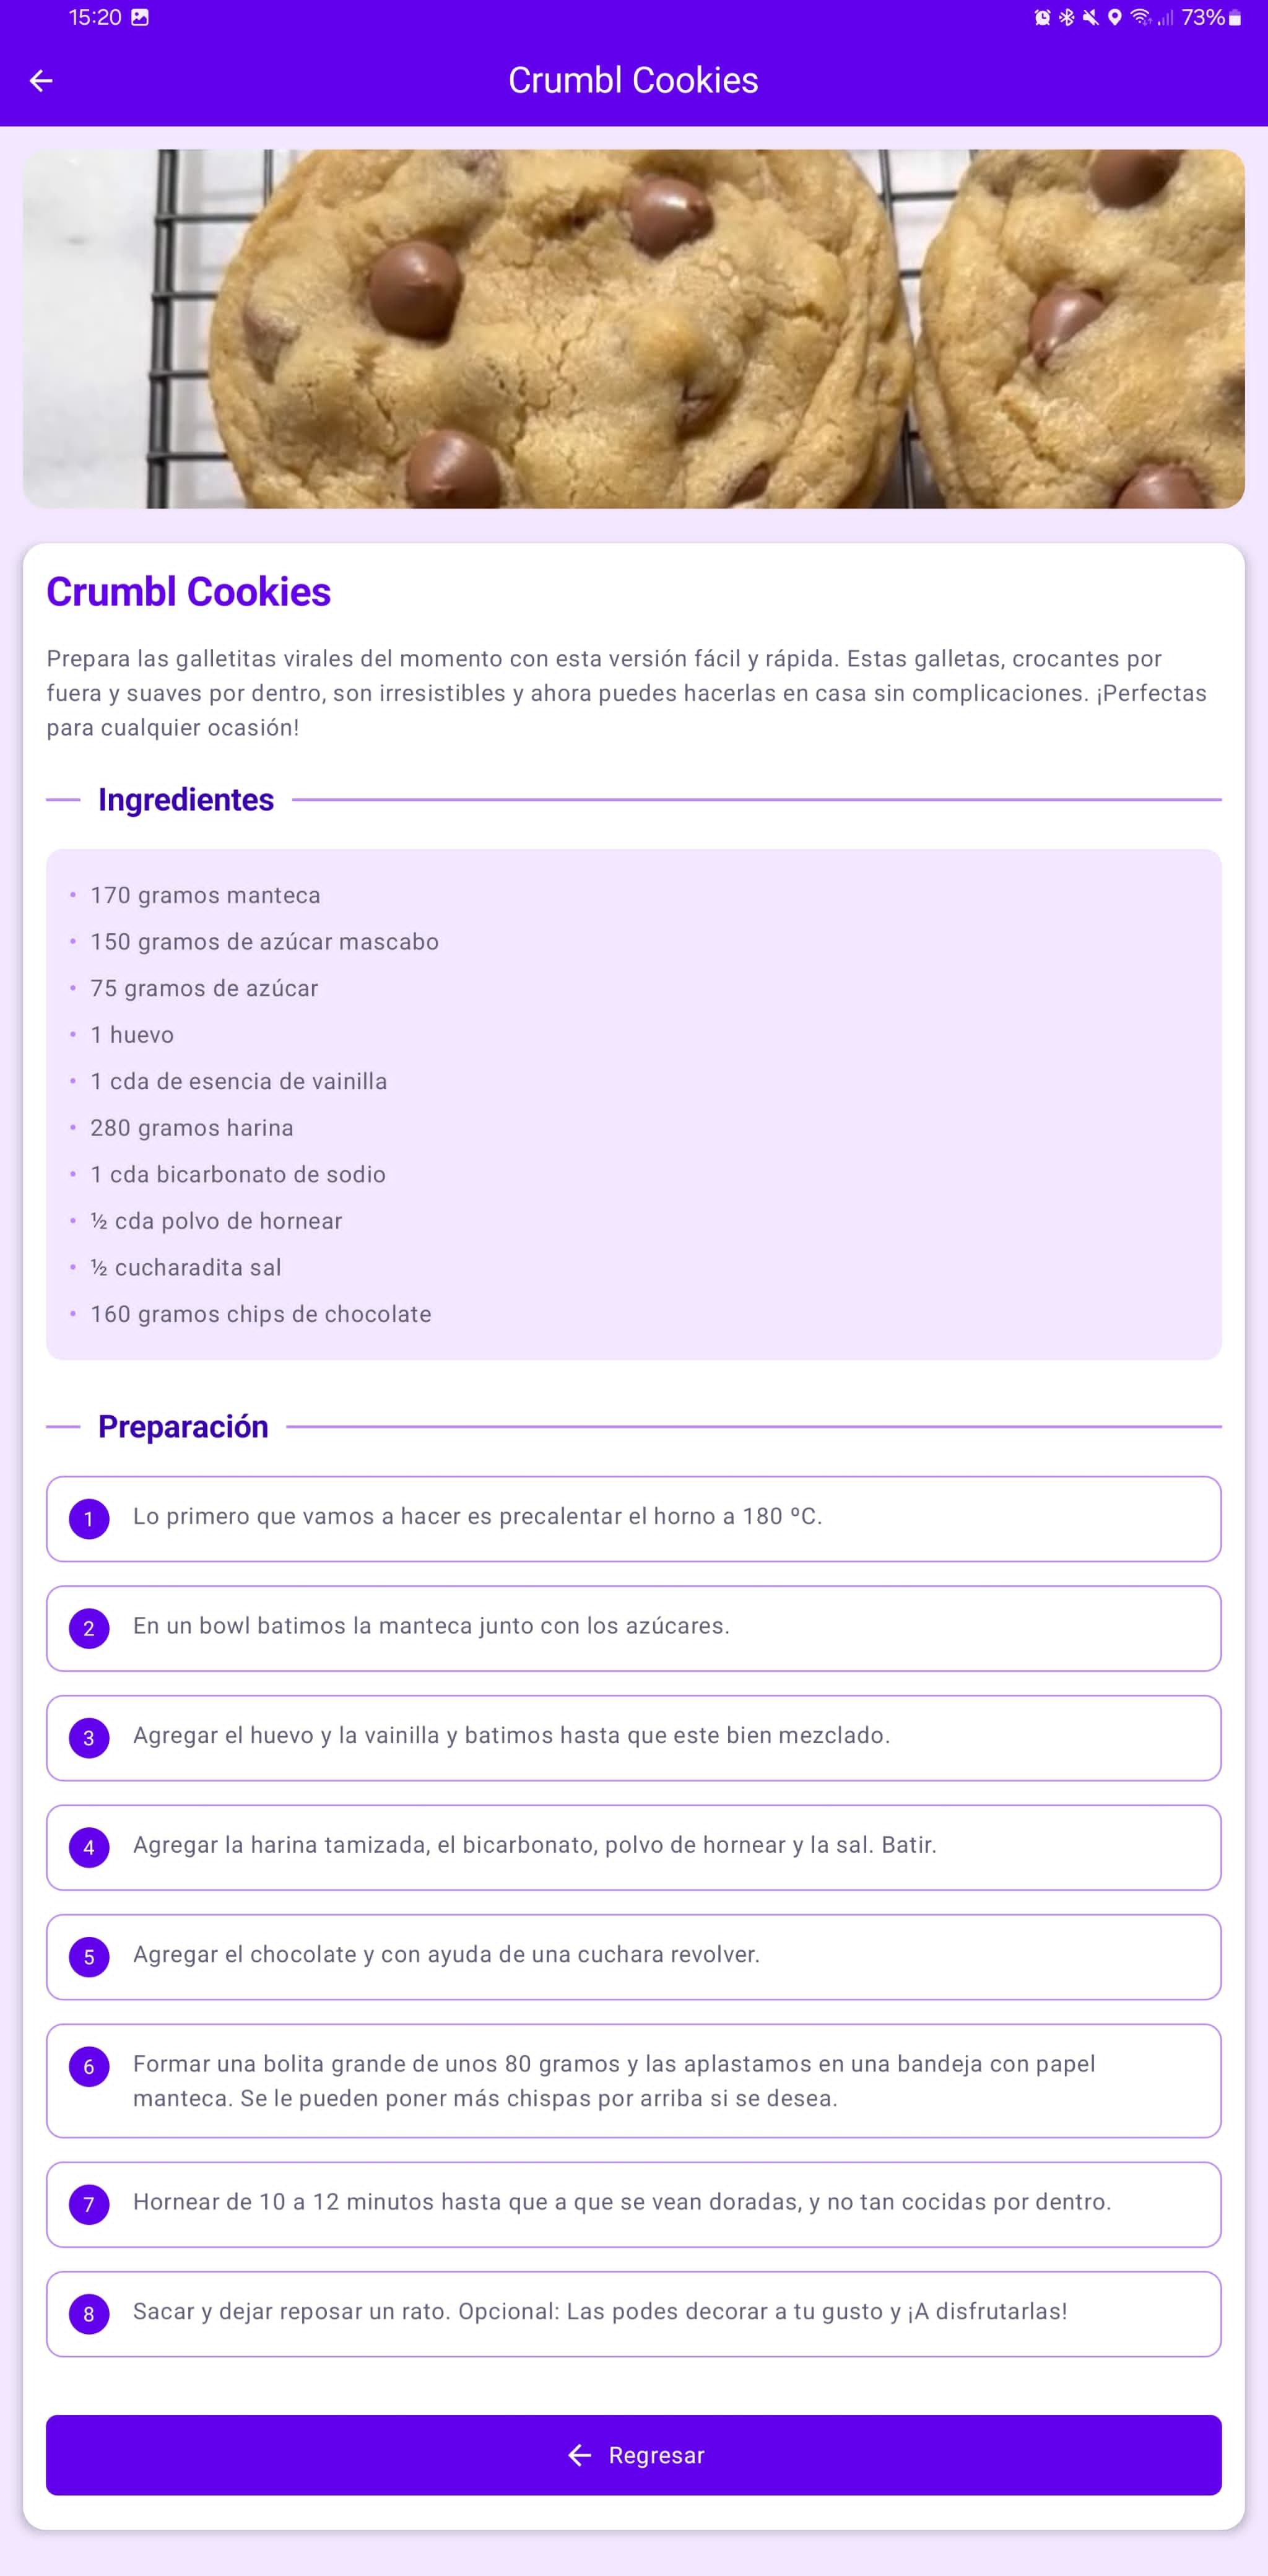 15:20
73%
Crumbl Cookies
Crumbl Cookies
Prepara las galletitas virales del momento con esta versión fácil y rápida. Estas galletas, crocantes por
fuera y suaves por dentro, son irresistibles y ahora puedes hacerlas en casa sin complicaciones. ¡Perfectas
para cualquier ocasión!
Ingredientes
• 170 gramos manteca
• 150 gramos de azúcar mascabo
• 75 gramos de azúcar
• 1 huevo
• 1 cda de esencia de vainilla
• 280 gramos harina
• 1 cda bicarbonato de sodio
• ½ cda polvo de hornear
• ½ cucharadita sal
• 160 gramos chips de chocolate
Preparación
1 Lo primero que vamos a hacer es precalentar el horno a 180 ºC.
2 En un bowl batimos la manteca junto con los azúcares.
3 Agregar el huevo y la vainilla y batimos hasta que este bien mezclado.
4 Agregar la harina tamizada, el bicarbonato, polvo de hornear y la sal. Batir.
5 Agregar el chocolate y con ayuda de una cuchara revolver.
6 Formar una bolita grande de unos 80 gramos y las aplastamos en una bandeja con papel
manteca. Se le pueden poner más chispas por arriba si se desea.
7 Hornear de 10 a 12 minutos hasta que a que se vean doradas, y no tan cocidas por dentro.
8 Sacar y dejar reposar un rato. Opcional: Las podes decorar a tu gusto y ¡A disfrutarlas!
Regresar